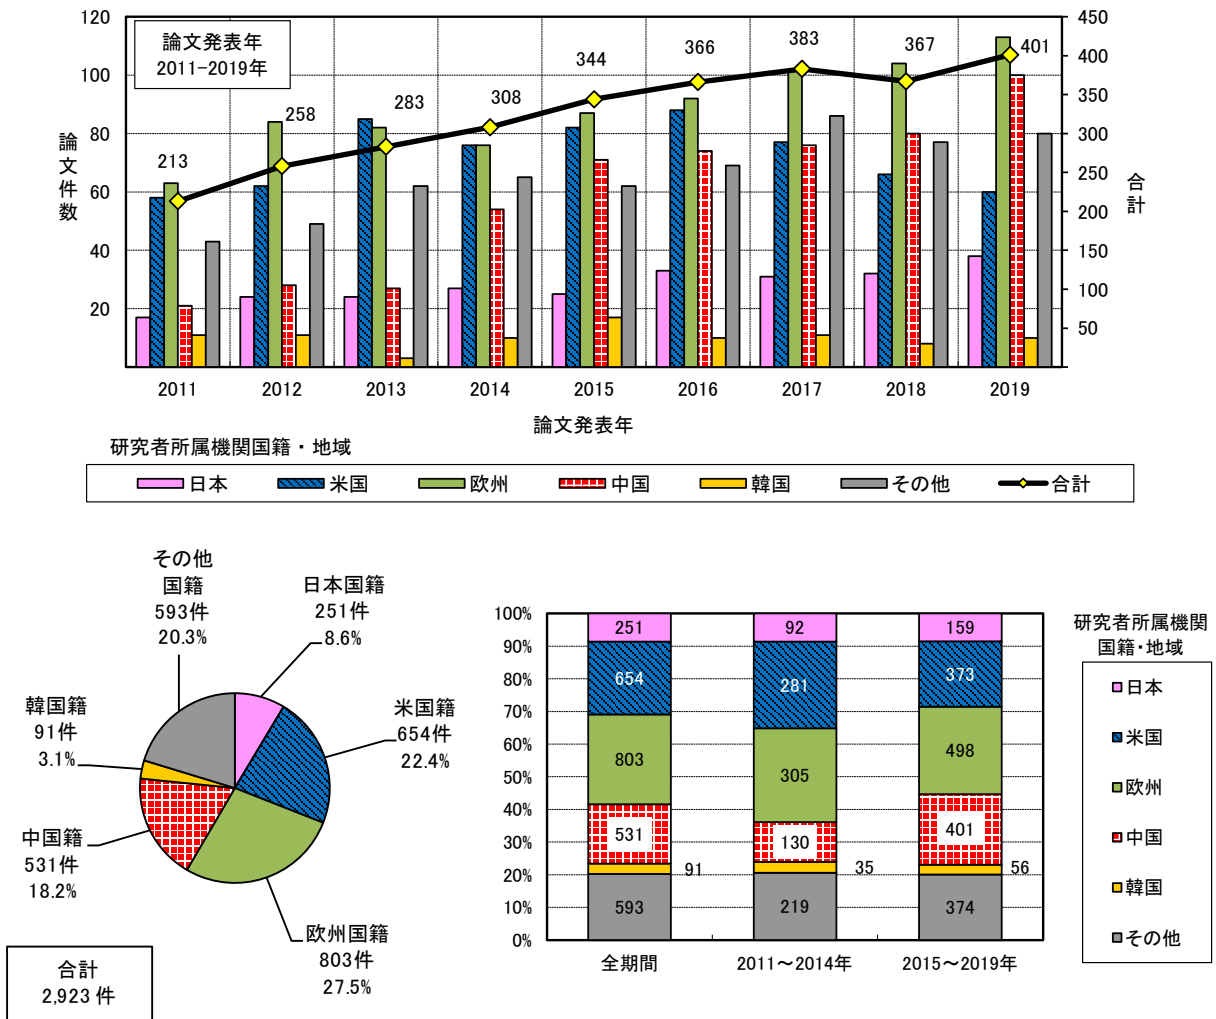 論文発表年
2011-2019年
120
100
80
60
40
20
論文件数
213
258
283
308
344
366
383
367
401
450
400
350
300
250
200
150
100
50
合計
2011 2012 2013 2014 2015 2016 2017 2018 2019
論文発表年
研究者所属機関国籍・地域
日本 米国 欧州 中国 韓国 その他 合計
その他
国籍
593件
20.3%
日本国籍
251件
8.6%
米国籍
654件
22.4%
韓国籍
91件
3.1%
中国籍
531件
18.2%
欧州国籍
803件
27.5%
合計
2,923 件
100%
90%
80%
70%
60%
50%
40%
30%
20%
10%
0%
251 92 159
654 281 373
803 305 498
531 130 401
91 35 56
593 219 374
全期間 2011～2014年 2015～2019年
研究者所属機関
国籍・地域
日本
米国
欧州
中国
韓国
その他